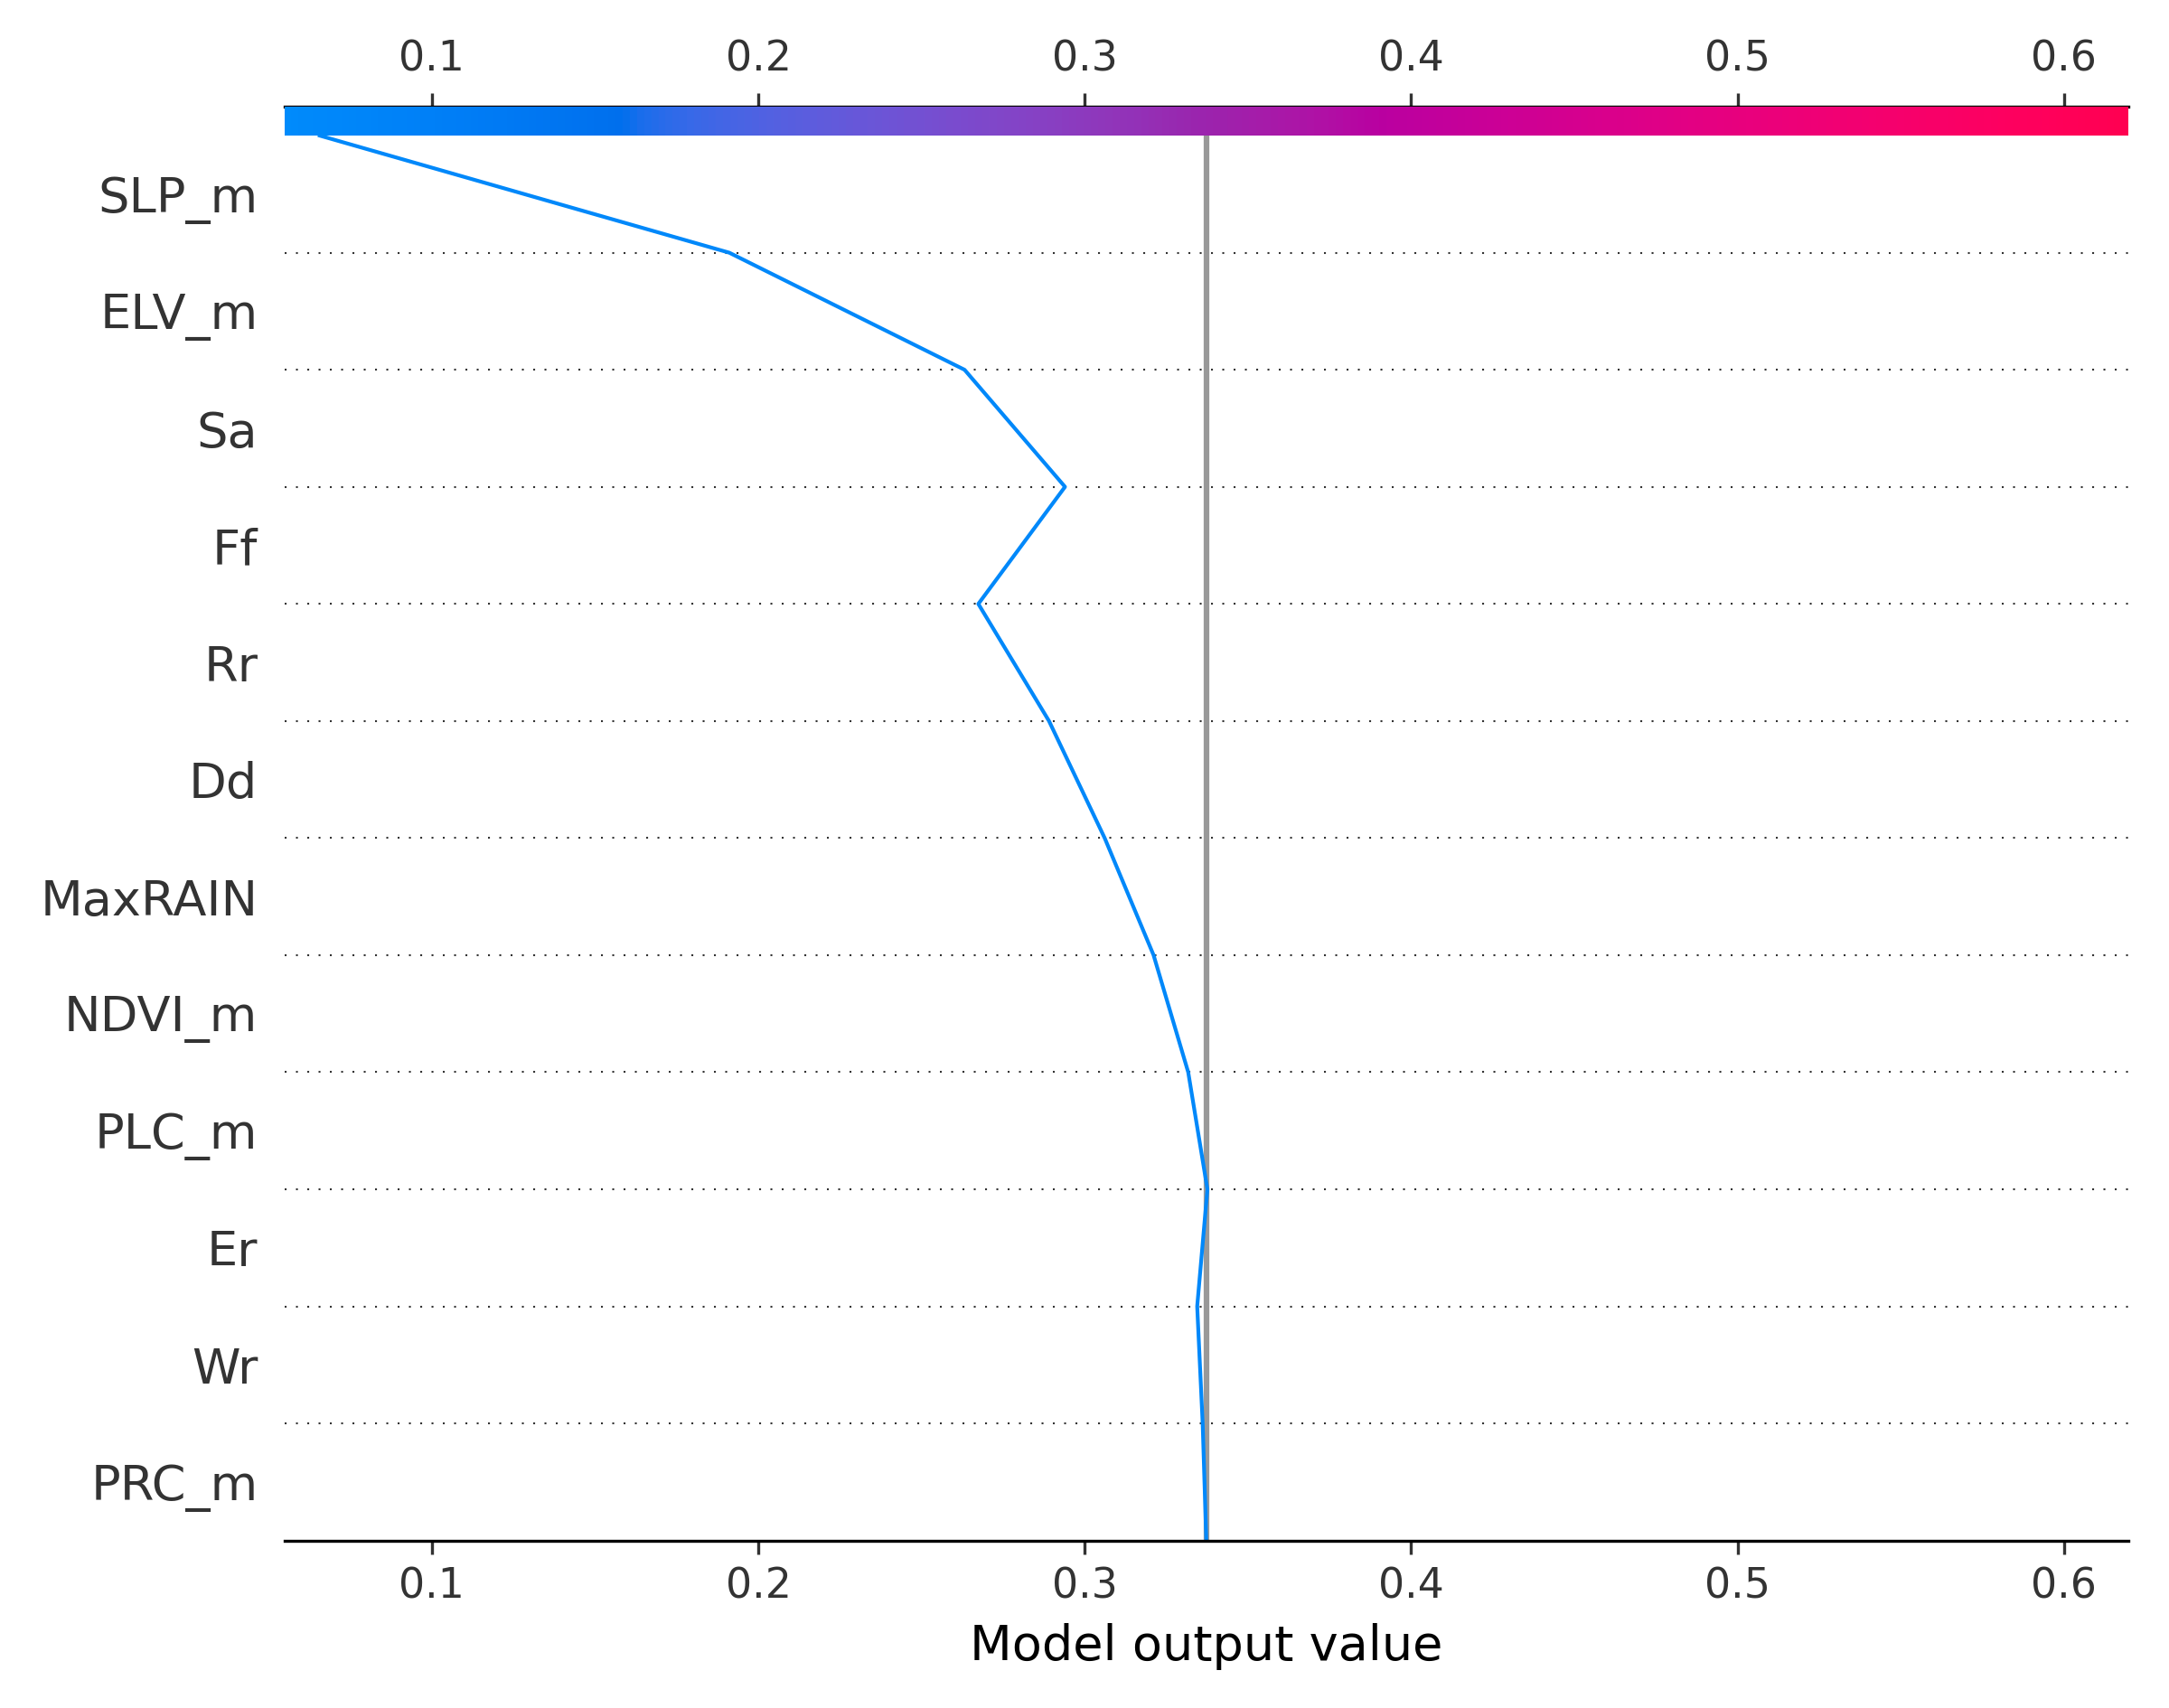 0.1 0.2 0.3 0.4 0.5 0.6
SLP_m
ELV_m
Sa
Ff
Rr
Dd
MaxRAIN
NDVI_m
PLC_m
Er
Wr
PRC_m
0.1 0.2 0.3 0.4 0.5 0.6
Model output value